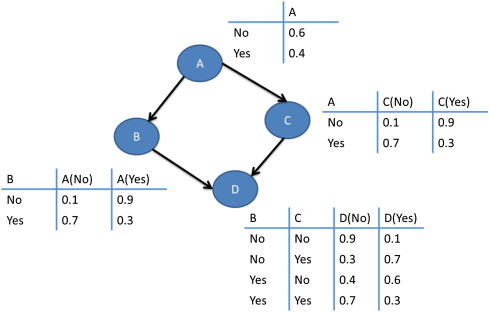 A
No 0.6
Yes 0.4
A
A C(No) C(Yes)
No 0.1 0.9
Yes 0.7 0.3
C
B
B A(No) A(Yes)
No 0.1 0.9
Yes 0.7 0.3
D
B C D(No) D(Yes)
No No 0.9 0.1
No Yes 0.3 0.7
Yes No 0.4 0.6
Yes Yes 0.7 0.3